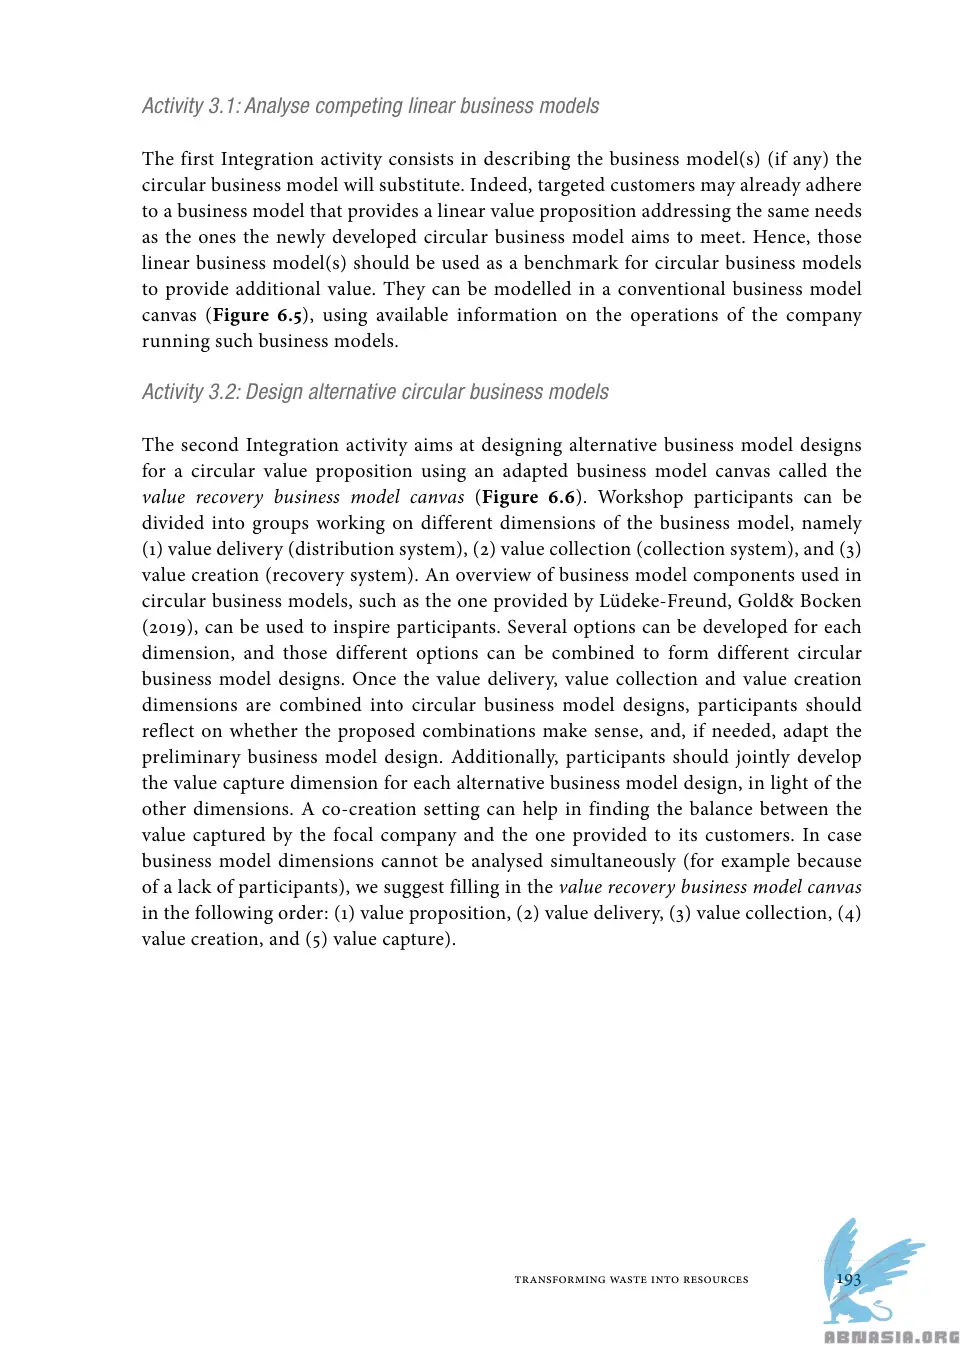 Activity 3.1: Analyse competing linear business models
The first Integration activity consists in describing the business model(s) (if any) the
circular business model will substitute. Indeed, targeted customers may already adhere
to a business model that provides a linear value proposition addressing the same needs
as the ones the newly developed circular business model aims to meet. Hence, those
linear business model(s) should be used as a benchmark for circular business models
to provide additional value. They can be modelled in a conventional business model
canvas (Figure 6.5), using available information on the operations of the company
running such business models.
Activity 3.2: Design alternative circular business models
The second Integration activity aims at designing alternative business model designs
for a circular value proposition using an adapted business model canvas called the
value recovery business model canvas (Figure 6.6). Workshop participants can be
divided into groups working on different dimensions of the business model, namely
(1) value delivery (distribution system), (2) value collection (collection system), and (3)
value creation (recovery system). An overview of business model components used in
circular business models, such as the one provided by Lüdeke-Freund, Gold& Bocken
(2019), can be used to inspire participants. Several options can be developed for each
dimension, and those different options can be combined to form different circular
business model designs. Once the value delivery, value collection and value creation
dimensions are combined into circular business model designs, participants should
reflect on whether the proposed combinations make sense, and, if needed, adapt the
preliminary business model design. Additionally, participants should jointly develop
the value capture dimension for each alternative business model design, in light of the
other dimensions. A co-creation setting can help in finding the balance between the
value captured by the focal company and the one provided to its customers. In case
business model dimensions cannot be analysed simultaneously (for example because
of a lack of participants), we suggest filling in the value recovery business model canvas
in the following order: (1) value proposition, (2) value delivery, (3) value collection, (4)
value creation, and (5) value capture).
TRANSFORMING WASTE INTO RESOURCES 193
ABNASIA.ORG